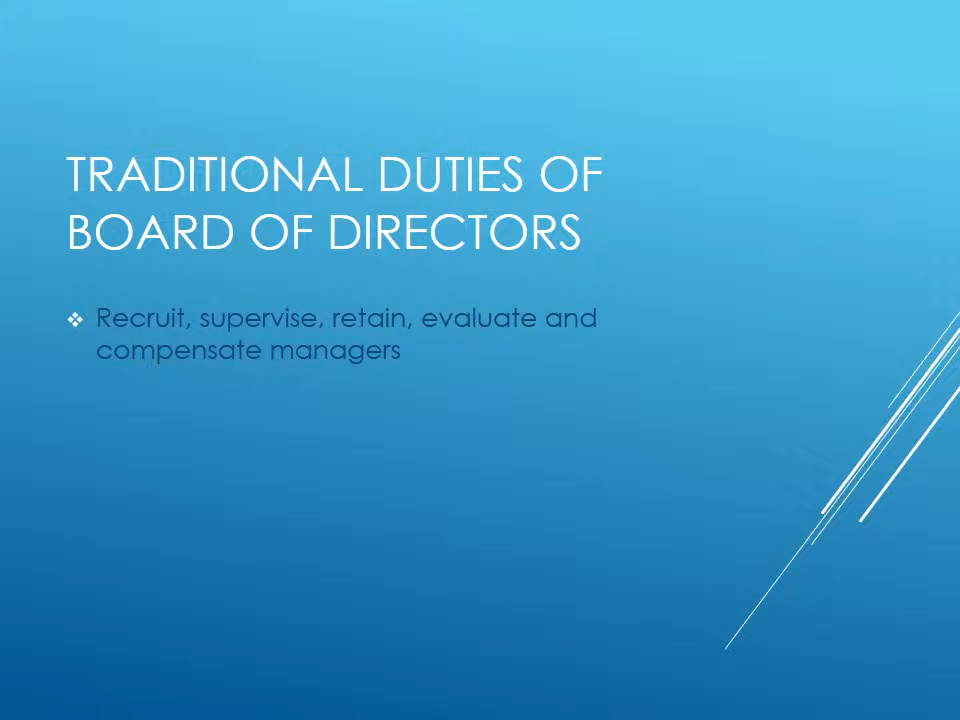 TRADITIONAL DUTIES OF
BOARD OF DIRECTORS
❖ Recruit, supervise, retain, evaluate and
compensate managers